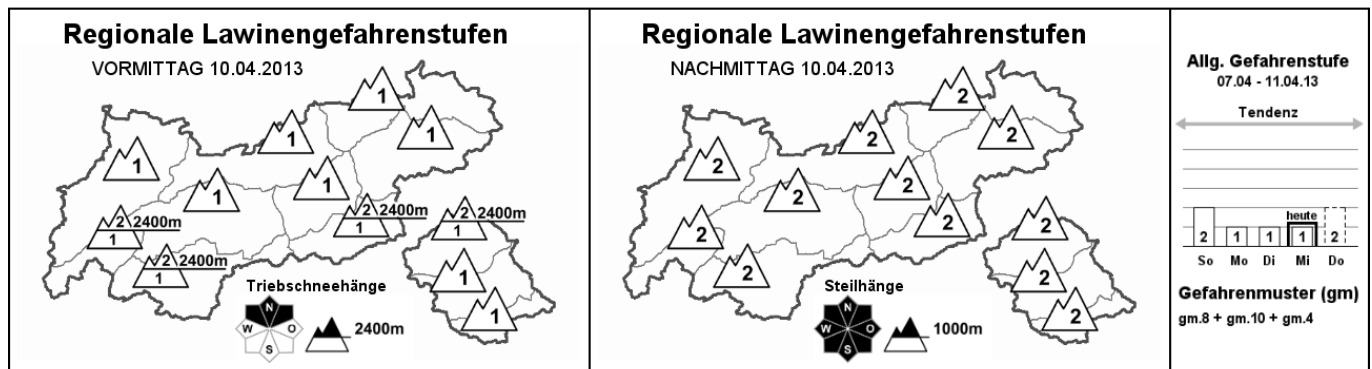 Regionale Lawinengefahrenstufen
VORMITTAG 10.04.2013
1
1
1
1
1
1
2 2400m
1
2 2400m
1
2 2400m
1
2 2400m
1
1
1
Triebschneehänge
N
W O
S
2400m
Regionale Lawinengefahrenstufen
NACHMITTAG 10.04.2013
2
2
2
2
2
2
2
2
2
2
2
2
Steilhänge
N
W O
S
1000m
Allg. Gefahrenstufe
07.04 - 11.04.13
Tendenz
heute
2 1 1 1 2
So Mo Di Mi Do
Gefahrenmuster (gm)
gm.8 + gm.10 + gm.4